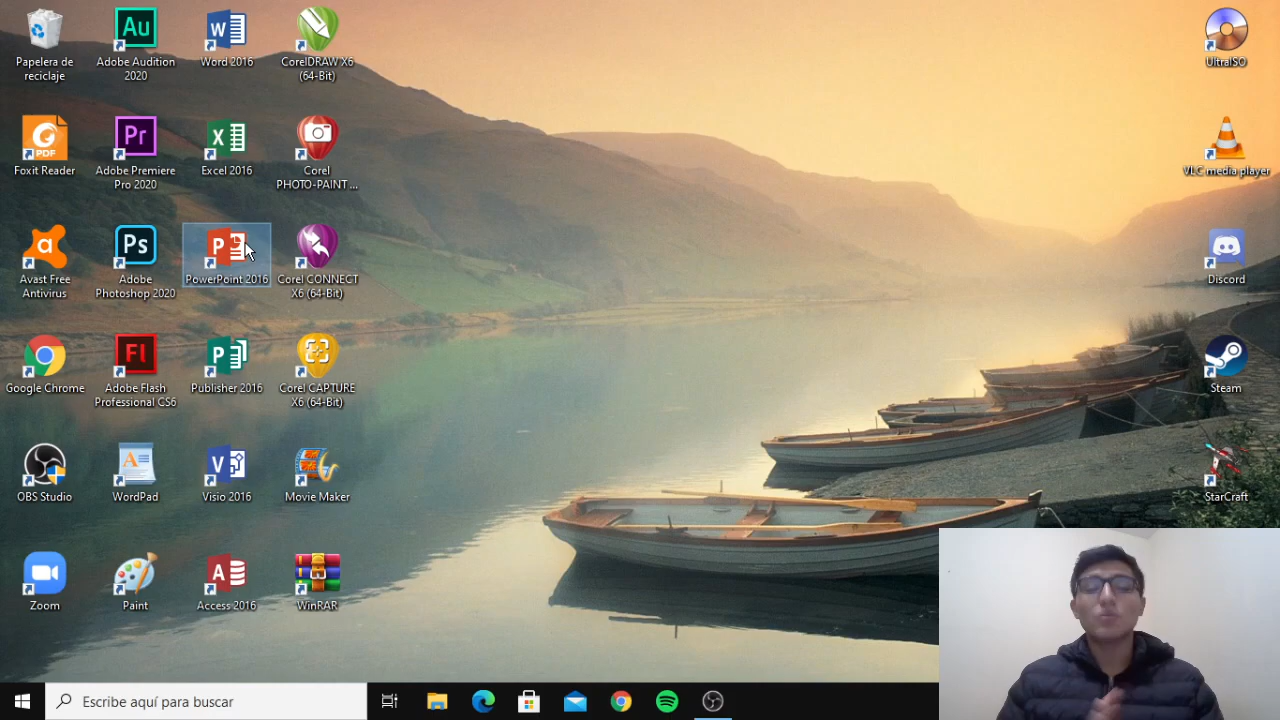 Papelera de
reciclaje
Adobe Audition
2020
Word 2016
CorelDRAW X6
(64-Bit)
UltraISO
Foxit Reader
Adobe Premiere
Pro 2020
Excel 2016
Corel
PHOTO-PAINT ...
VLC media player
Avast Free
Antivirus
Adobe
Photoshop 2020
PowerPoint 2016
Corel CONNECT
X6 (64-Bit)
Discord
Google Chrome
Adobe Flash
Professional CS6
Publisher 2016
Corel CAPTURE
X6 (64-Bit)
Steam
OBS Studio
WordPad
Visio 2016
Movie Maker
StarCraft
Zoom
Paint
Access 2016
WinRAR
Escribe aquí para buscar